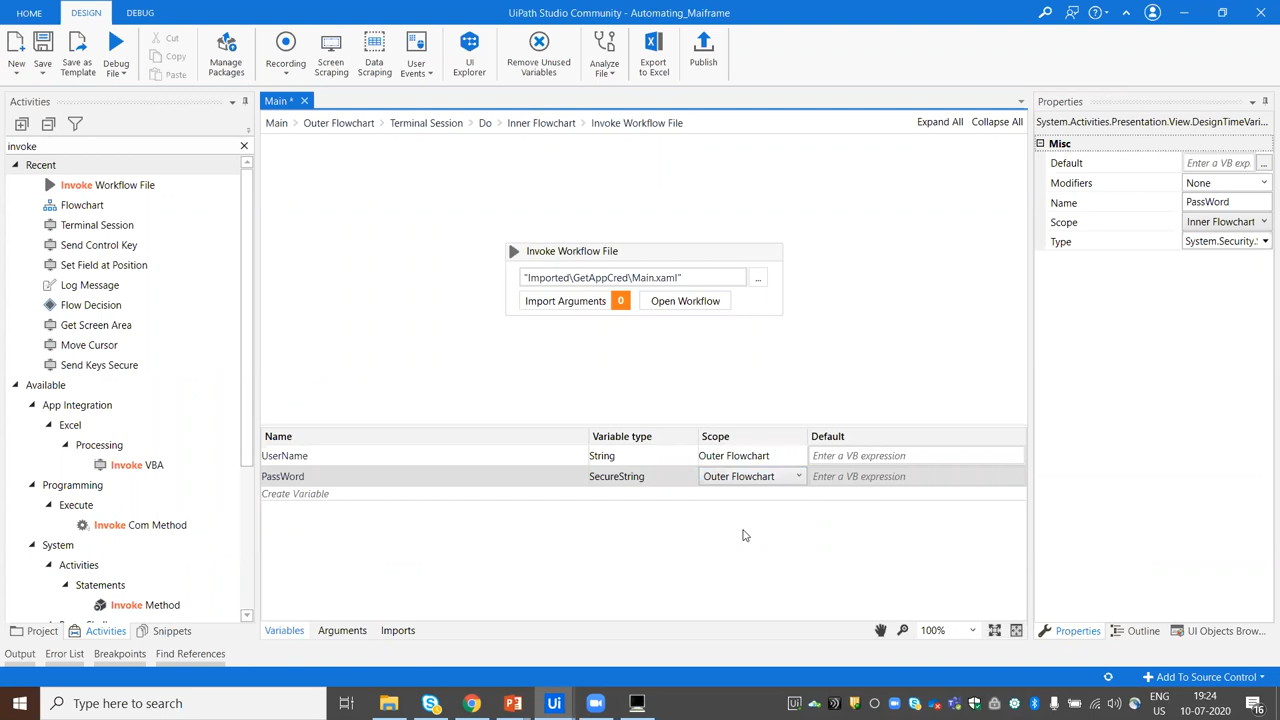 HOME
DESIGN
DEBUG
UiPath Studio Community - Automating_Maiframe
New
Save
Save as
Template
Debug
File
Cut
Copy
Paste
Manage
Packages
Recording
Screen
Scraping
Data
Scraping
User
Events
UI
Explorer
Remove Unused
Variables
Analyze
File
Export
to Excel
Publish
Activities
invoke
Recent
Invoke Workflow File
Flowchart
Terminal Session
Send Control Key
Set Field at Position
Log Message
Flow Decision
Get Screen Area
Move Cursor
Send Keys Secure
Available
App Integration
Excel
Processing
Invoke VBA
Programming
Execute
Invoke Com Method
System
Activities
Statements
Invoke Method
Project
Activities
Snippets
Main *
Main
Outer Flowchart
Terminal Session
Do
Inner Flowchart
Invoke Workflow File
Expand All
Collapse All
Invoke Workflow File
"Imported\GetAppCred\Main.xaml"
...
Import Arguments 0
Open Workflow
Name Variable type Scope Default
UserName String Outer Flowchart Enter a VB expression
PassWord SecureString Outer Flowchart Enter a VB expression
Create Variable
Variables
Arguments
Imports
100%
Properties
System.Activities.Presentation.View.DesignTimeVari...
Misc
Default Enter a VB exp. ...
Modifiers None
Name PassWord
Scope Inner Flowchart
Type System.Security.
Properties
Outline
UI Objects Brow...
Output
Error List
Breakpoints
Find References
Add To Source Control
Type here to search
ENG
US
19:24
10-07-2020
16